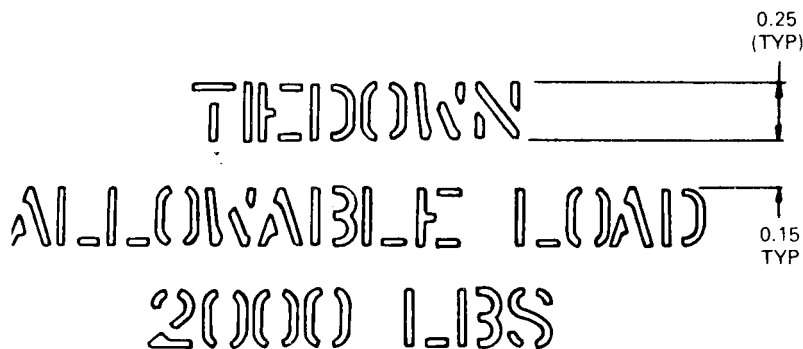 0.25
(TYP)
TIEDOWN
ALLOWABLE LOAD
0.15
TYP
2000 LBS